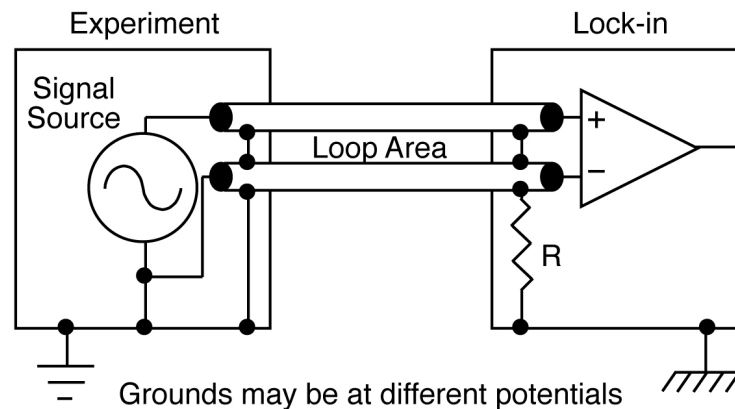 Experiment
Lock-in
Signal
Source
Loop Area
+
−
R
Grounds may be at different potentials